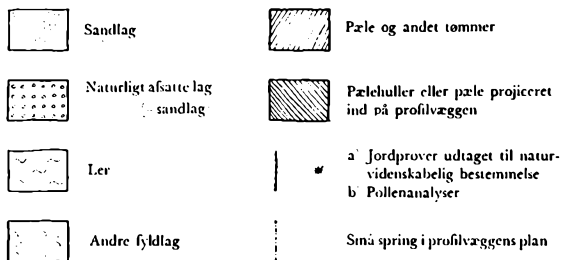 Sandlag
Naturligt afsatte lag
÷ sandlag
Ler
Andre fyldlag
Pæle og andet tømmer
Pælehuller eller pæle projiceret
ind på profilvæggen
a) Jordprøver udtaget til natur-
videnskabelig bestemmelse
b) Pollenanalyser
Små spring i profilvæggens plan